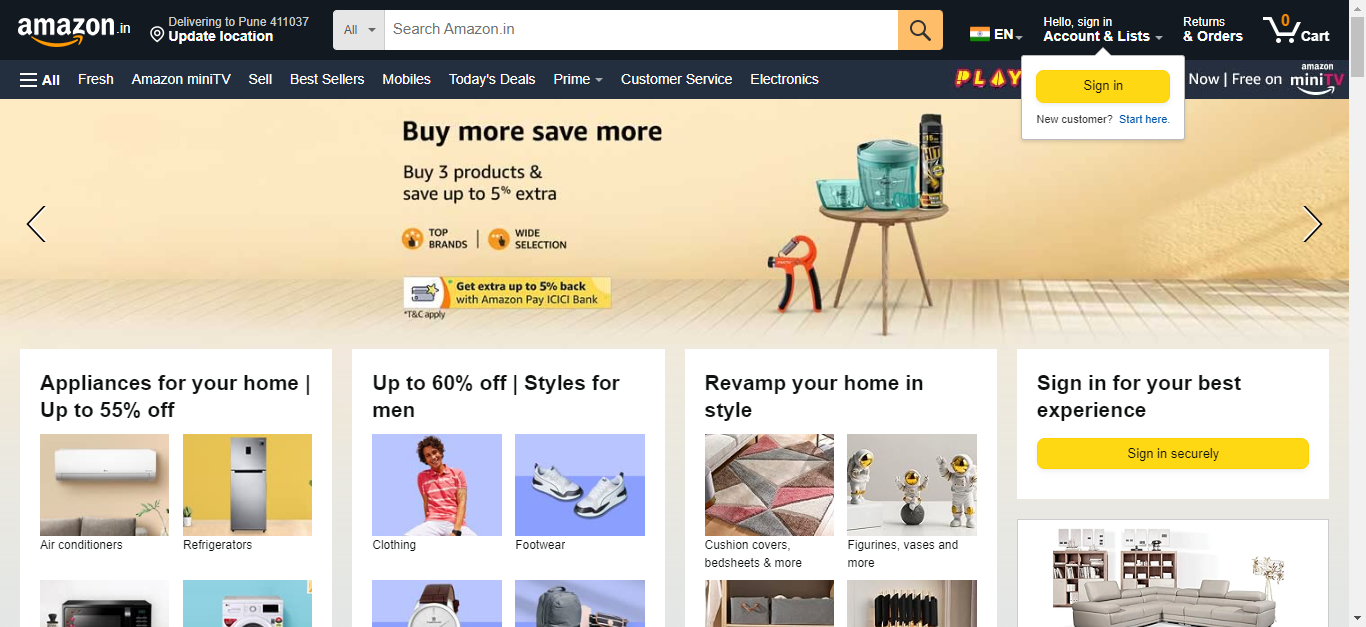 amazon.in
Delivering to Pune 411037
Update location
All
Search Amazon.in
EN
Hello, sign in
Account & Lists
Returns
& Orders
0
Cart
All
Fresh
Amazon miniTV
Sell
Best Sellers
Mobiles
Today's Deals
Prime
Customer Service
Electronics
PLAY
Now | Free on
amazon
miniTV
Sign in
New customer? Start here.
Buy more save more
Buy 3 products &
save up to 5% extra
TOP
BRANDS
WIDE
SELECTION
Get extra up to 5% back
with Amazon Pay ICICI Bank
*T&C apply
HIT
Appliances for your home |
Up to 55% off
Air conditioners
Refrigerators
Up to 60% off | Styles for
men
Clothing
Footwear
Revamp your home in
style
Cushion covers,
bedsheets & more
Figurines, vases and
more
Sign in for your best
experience
Sign in securely